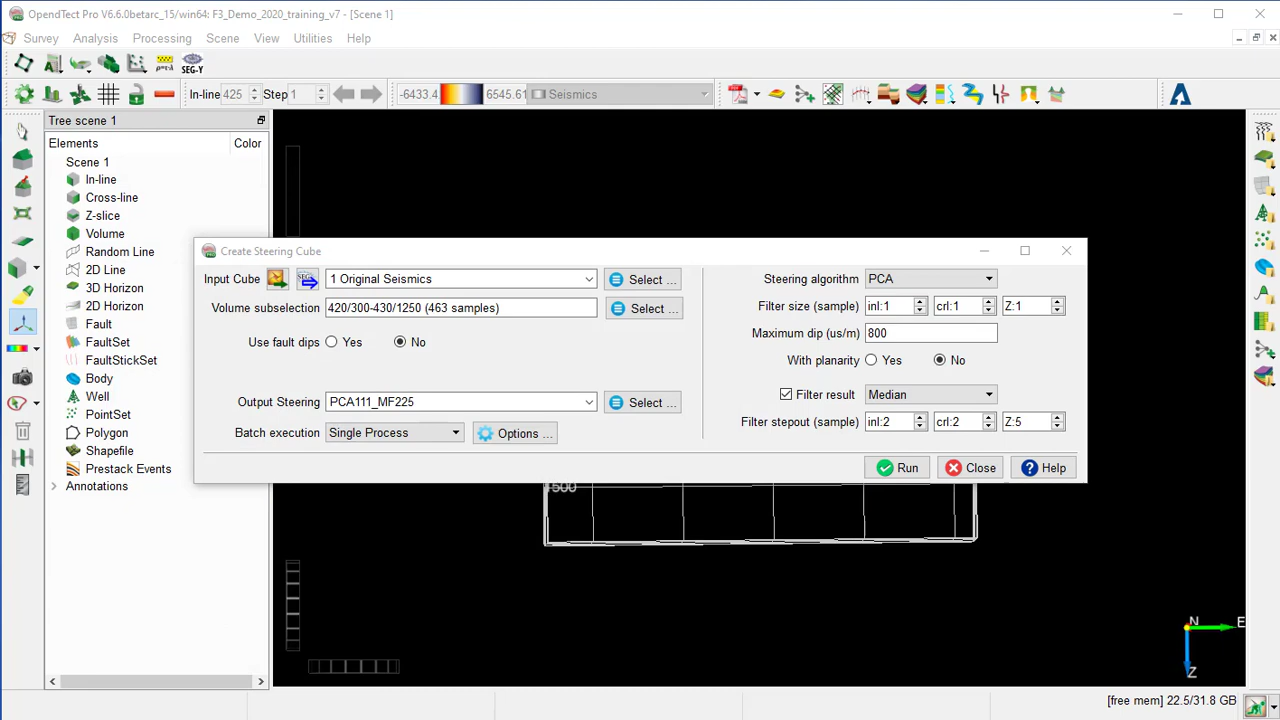 OpendTect Pro V6.6.0betarc_15/win64: F3_Demo_2020_training_v7 - [Scene 1]
Survey Analysis Processing Scene View Utilities Help
SEG-Y
In-line 425 Step 1 -6433.4 6545.61 Seismics
Tree scene 1
Elements Color
Scene 1
In-line
Cross-line
Z-slice
Volume
Random Line
2D Line
3D Horizon
2D Horizon
Fault
FaultSet
FaultStickSet
Body
Well
PointSet
Polygon
Shapefile
Prestack Events
Annotations
Create Steering Cube
Input Cube SEG 1 Original Seismics Select ...
Volume subselection 420/300-430/1250 (463 samples) Select ...
Use fault dips Yes No
Output Steering PCA111_MF225 Select ...
Batch execution Single Process Options ...
Steering algorithm PCA
Filter size (sample) inl:1 crl:1 Z:1
Maximum dip (us/m) 800
With planarity Yes No
Filter result Median
Filter stepout (sample) inl:2 crl:2 Z:5
Run Close Help
1500
N E
Z
[free mem] 22.5/31.8 GB